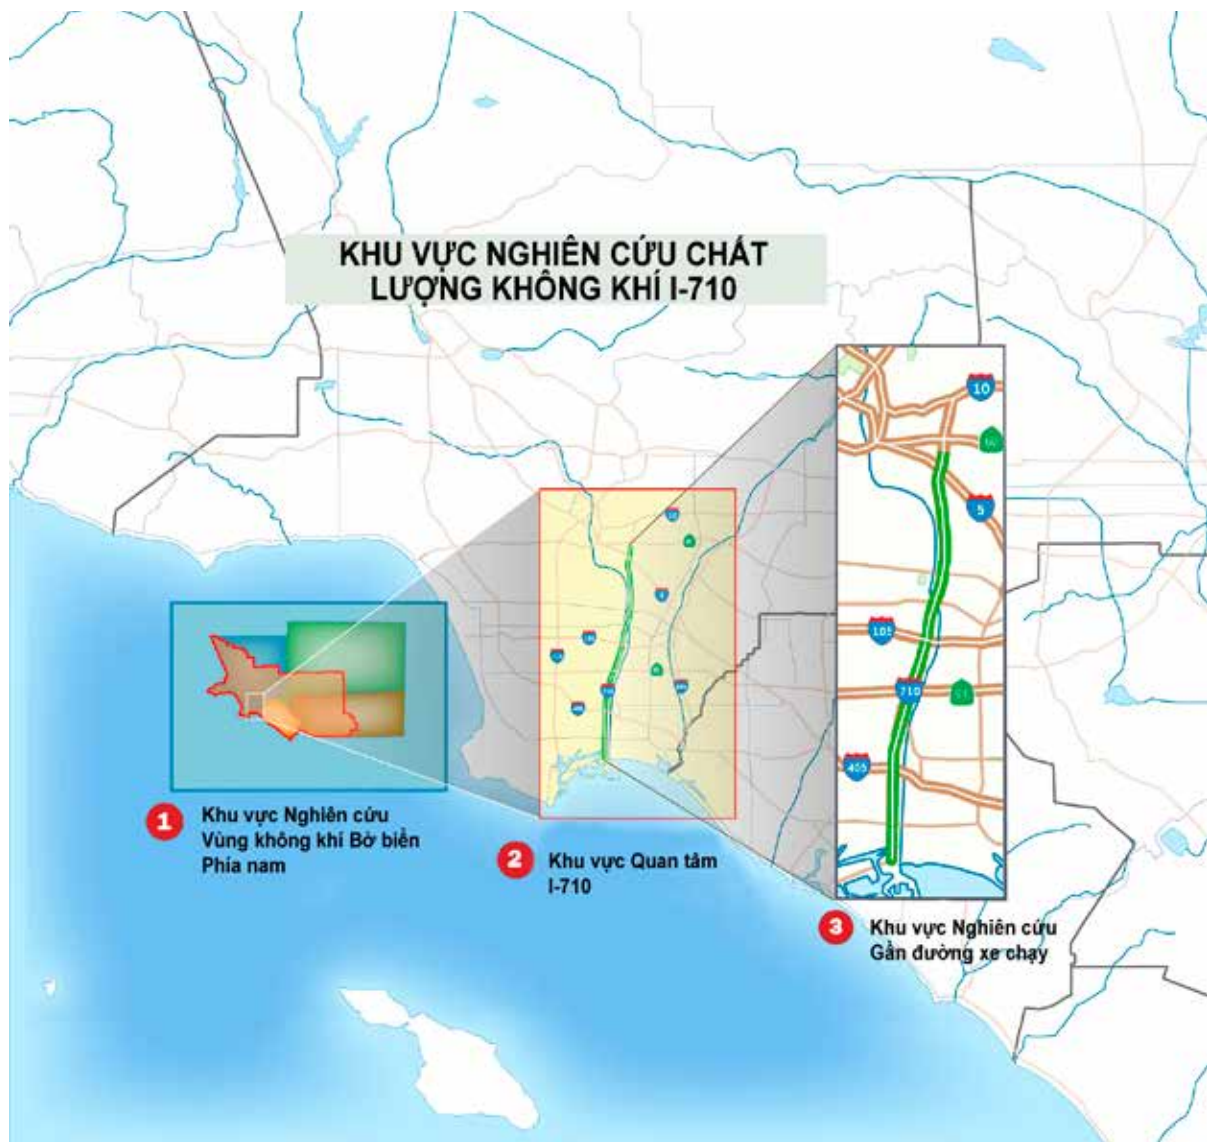 KHU VỰC NGHIÊN CỨU CHẤT
LƯỢNG KHÔNG KHÍ I-710
10
60
5
105
710
91
405
1
Khu vực Nghiên cứu
Vùng không khí Bờ biển
Phía nam
2
Khu vực Quan tâm
I-710
3
Khu vực Nghiên cứu
Gần đường xe chạy